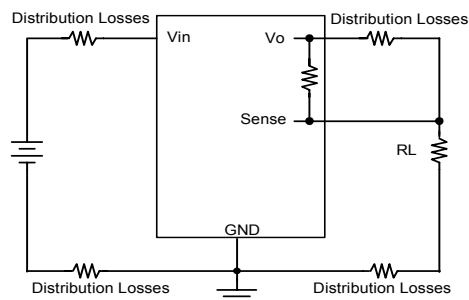 Distribution Losses
Distribution Losses
Vin
Vo
Sense
RL
GND
Distribution Losses
Distribution Losses